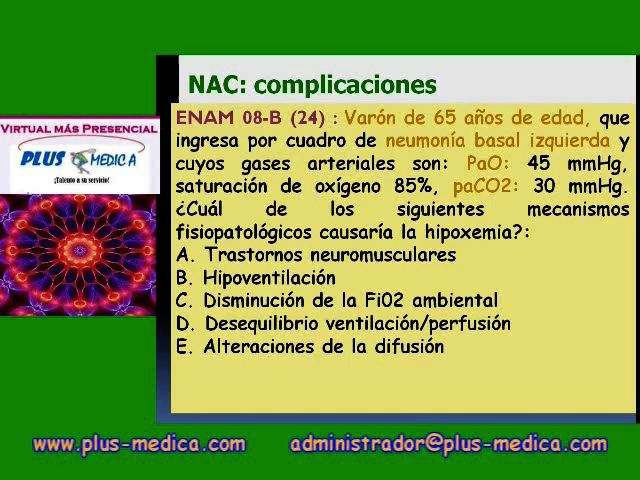 NAC: complicaciones
ENAM 08-B (24) : Varón de 65 años de edad, que
ingresa por cuadro de neumonía basal izquierda y
cuyos gases arteriales son: PaO: 45 mmHg,
saturación de oxígeno 85%, paCO2: 30 mmHg.
¿Cuál de los siguientes mecanismos
fisiopatológicos causaría la hipoxemia?:
A. Trastornos neuromusculares
B. Hipoventilación
C. Disminución de la Fi02 ambiental
D. Desequilibrio ventilación/perfusión
E. Alteraciones de la difusión
VIRTUAL MÁS PRESENCIAL
PLUS MEDICA
¡Talento a su servicio!
www.plus-medica.com administrador@plus-medica.com